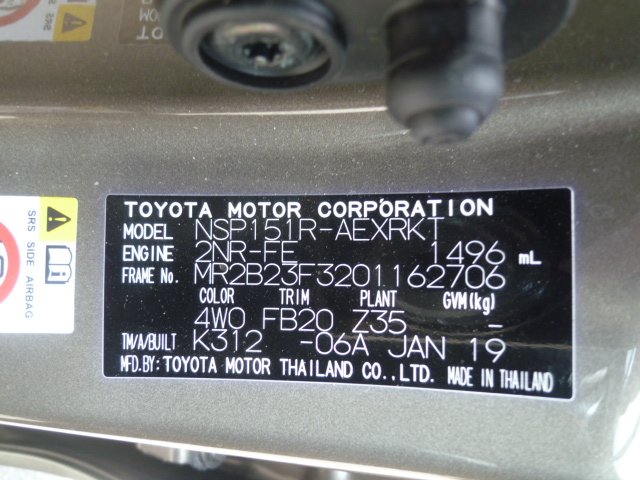 TOYOTA MOTOR CORPORATION
MODEL NSP151R-AEXRKT
ENGINE 2NR-FE 1496 mL
FRAME No. MR2B23F3201162706
COLOR TRIM PLANT GVM(kg)
4W0 FB20 Z35 -
TM/A/BUILT K312 -06A JAN 19
MFD.BY: TOYOTA MOTOR THAILAND CO.,LTD. MADE IN THAILAND
SRS SIDE AIRBAG